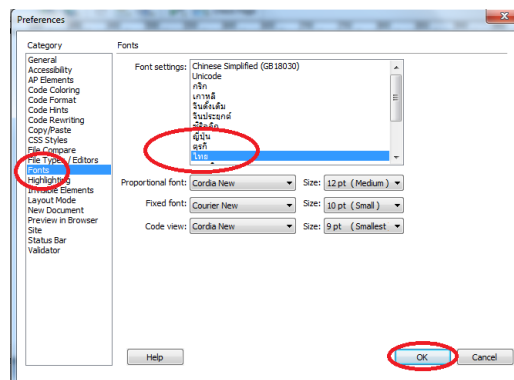 Preferences
Category
General
Accessibility
AP Elements
Code Coloring
Code Format
Code Hints
Code Rewriting
Copy/Paste
CSS Styles
File Compare
File Types / Editors
Fonts
Highlighting
Invisible Elements
Layout Mode
New Document
Preview in Browser
Site
Status Bar
Validator
Fonts
Font settings:
Chinese Simplified (GB18030)
Unicode
กรีก
เกาหลี
จีนดั้งเดิม
จีนประยุกต์
ซีริลลิก
ญี่ปุ่น
ตุรกี
ไทย
Proportional font: Cordia New Size: 12 pt (Medium)
Fixed font: Courier New Size: 10 pt (Small)
Code view: Cordia New Size: 9 pt (Smallest
Help OK Cancel